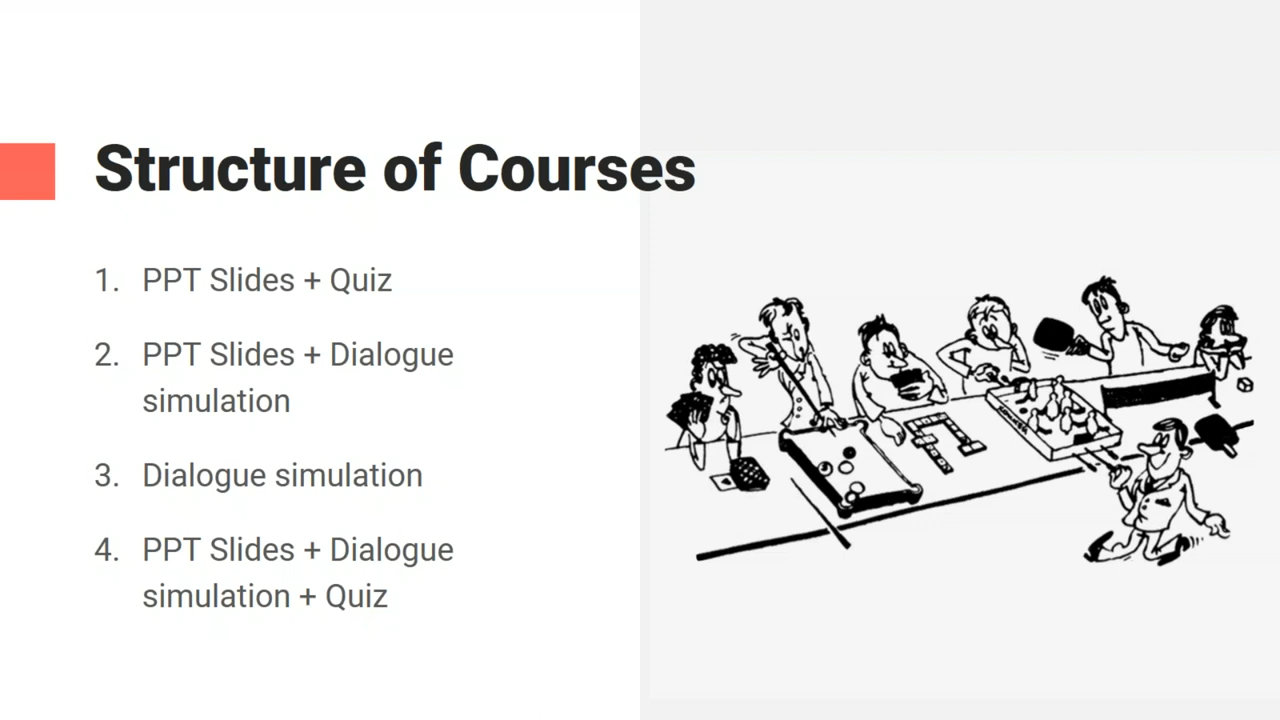 Structure of Courses
1. PPT Slides + Quiz
2. PPT Slides + Dialogue
simulation
3. Dialogue simulation
4. PPT Slides + Dialogue
simulation + Quiz